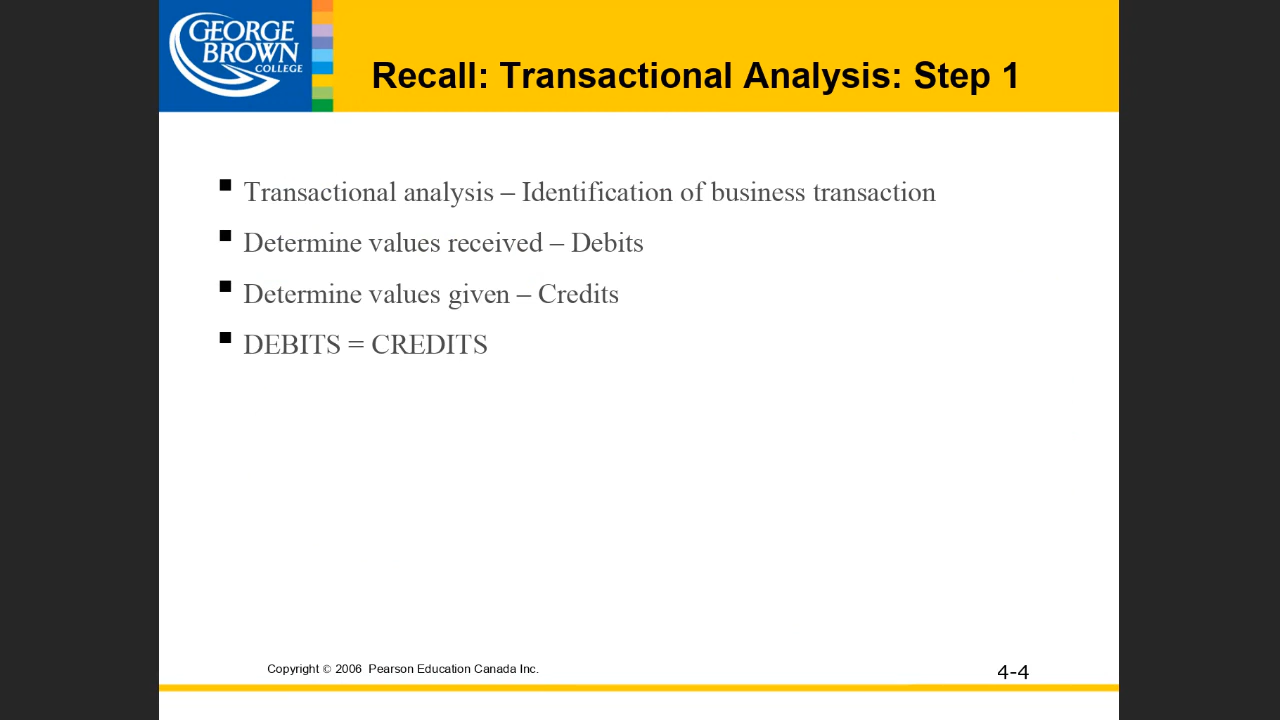 GEORGE
BROWN
COLLEGE
Recall: Transactional Analysis: Step 1
Transactional analysis – Identification of business transaction
Determine values received – Debits
Determine values given – Credits
DEBITS = CREDITS
Copyright © 2006 Pearson Education Canada Inc.
4-4